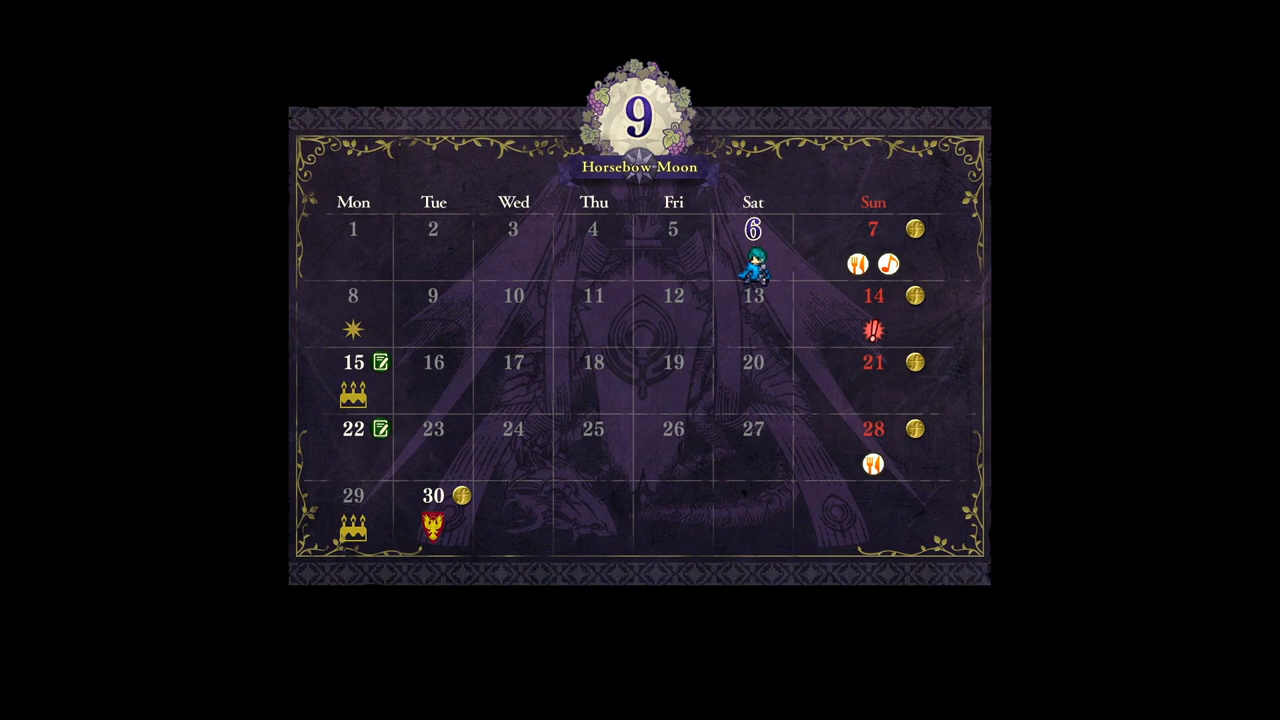 9
Horsebow Moon
Mon Tue Wed Thu Fri Sat Sun
1 2 3 4 5 6 7
8 9 10 11 12 13 14
15 16 17 18 19 20 21
22 23 24 25 26 27 28
29 30